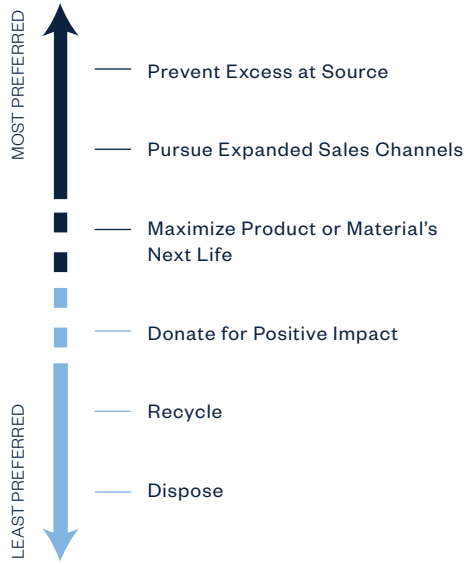 MOST PREFERRED
Prevent Excess at Source
Pursue Expanded Sales Channels
Maximize Product or Material’s
Next Life
Donate for Positive Impact
Recycle
Dispose
LEAST PREFERRED